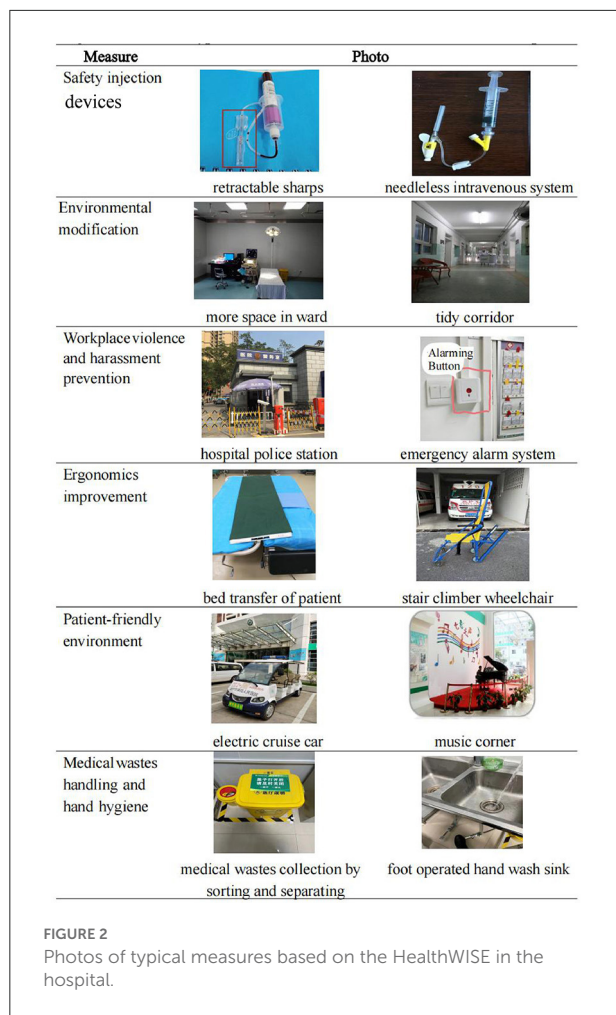 Measure Photo
Safety injection
devices
retractable sharps needleless intravenous system
Environmental
modification
more space in ward tidy corridor
Workplace violence
and harassment
prevention
Alarming
Button
hospital police station emergency alarm system
Ergonomics
improvement
bed transfer of patient stair climber wheelchair
Patient-friendly
environment
electric cruise car music corner
Medical wastes
handling and
hand hygiene
medical wastes collection by
sorting and separating
foot operated hand wash sink
FIGURE 2
Photos of typical measures based on the HealthWISE in the
hospital.